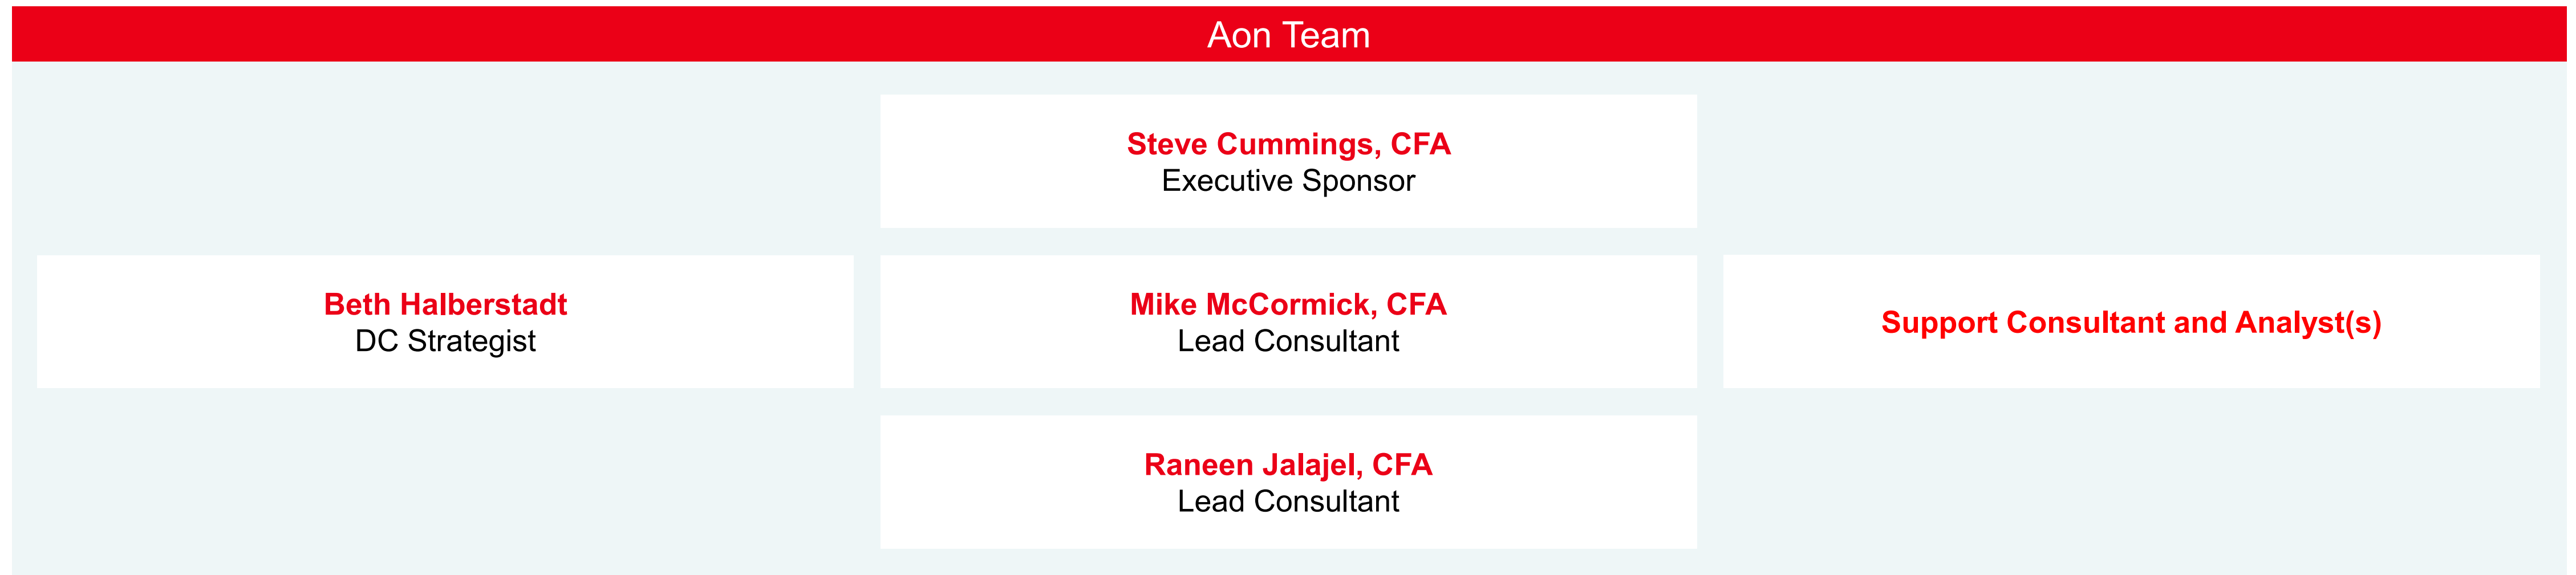 Aon Team
Steve Cummings, CFA
Executive Sponsor
Beth Halberstadt
DC Strategist
Mike McCormick, CFA
Lead Consultant
Support Consultant and Analyst(s)
Raneen Jalajel, CFA
Lead Consultant